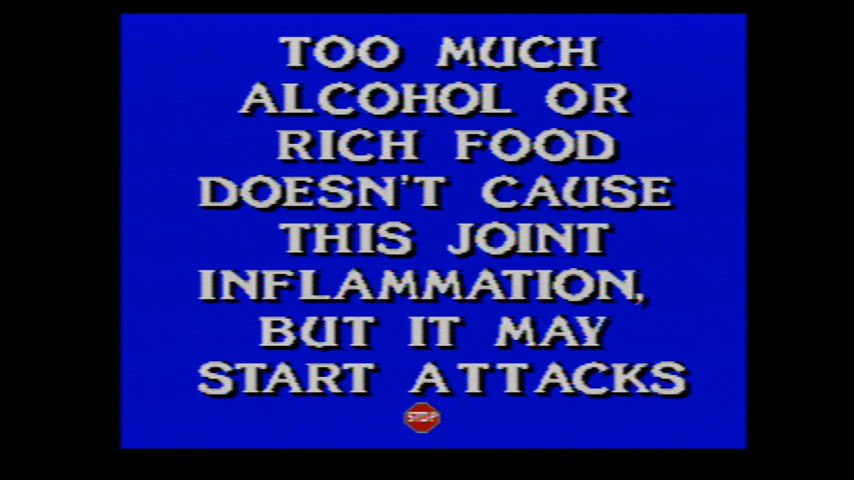 TOO MUCH
ALCOHOL OR
RICH FOOD
DOESN'T CAUSE
THIS JOINT
INFLAMMATION,
BUT IT MAY
START ATTACKS
STOP